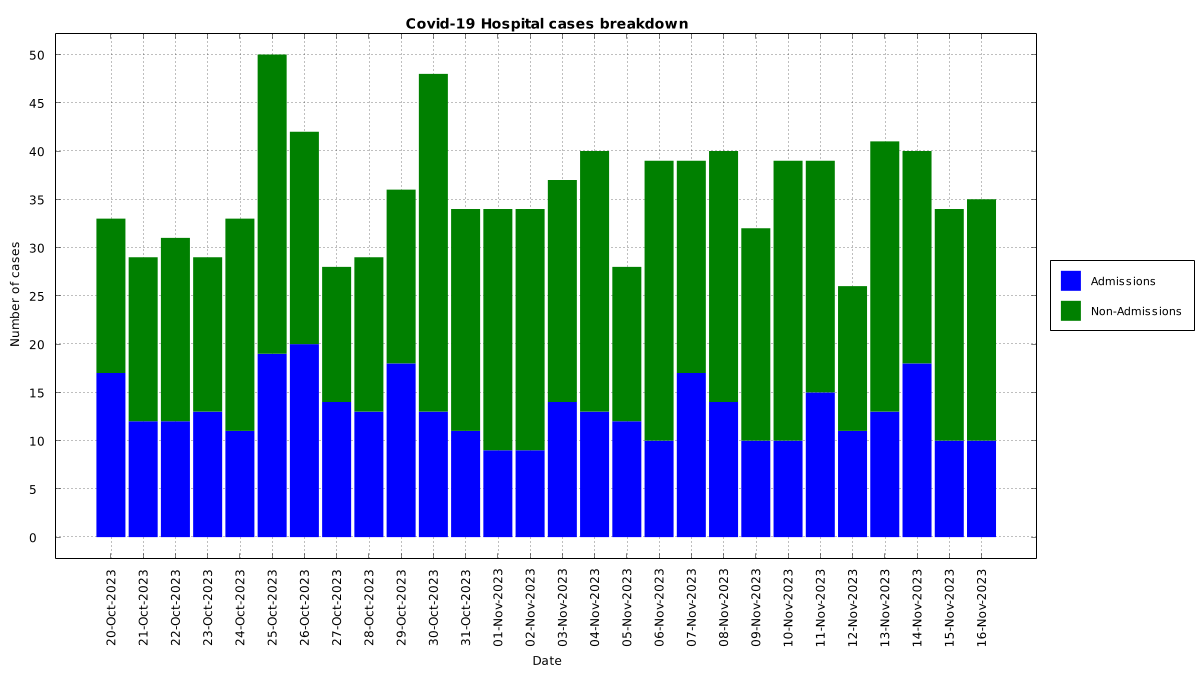 Covid-19 Hospital cases breakdown
50
45
40
35
30
25
20
15
10
5
0
Number of cases
20-Oct-2023
21-Oct-2023
22-Oct-2023
23-Oct-2023
24-Oct-2023
25-Oct-2023
26-Oct-2023
27-Oct-2023
28-Oct-2023
29-Oct-2023
30-Oct-2023
31-Oct-2023
01-Nov-2023
02-Nov-2023
03-Nov-2023
04-Nov-2023
05-Nov-2023
06-Nov-2023
07-Nov-2023
08-Nov-2023
09-Nov-2023
10-Nov-2023
11-Nov-2023
12-Nov-2023
13-Nov-2023
14-Nov-2023
15-Nov-2023
16-Nov-2023
Date
Admissions
Non-Admissions